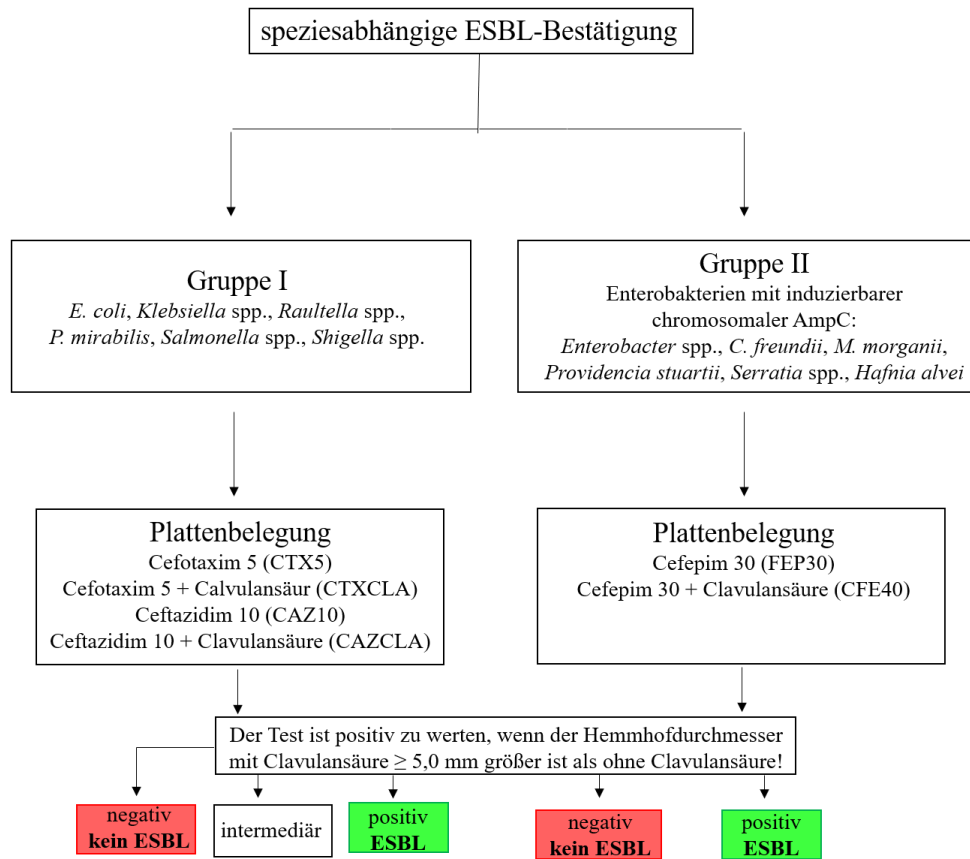 speziesabhängige ESBL-Bestätigung
Gruppe I
E. coli, Klebsiella spp., Raultella spp.,
P. mirabilis, Salmonella spp., Shigella spp.
Gruppe II
Enterobakterien mit induzierbarer
chromosomaler AmpC:
Enterobacter spp., C. freundii, M. morganii,
Providencia stuartii, Serratia spp., Hafnia alvei
Plattenbelegung
Cefotaxim 5 (CTX5)
Cefotaxim 5 + Calvulansäur (CTXCLA)
Ceftazidim 10 (CAZ10)
Ceftazidim 10 + Clavulansäure (CAZCLA)
Plattenbelegung
Cefepim 30 (FEP30)
Cefepim 30 + Clavulansäure (CFE40)
Der Test ist positiv zu werten, wenn der Hemmhofdurchmesser
mit Clavulansäure ≥ 5,0 mm größer ist als ohne Clavulansäure!
negativ
kein ESBL
intermediär
positiv
ESBL
negativ
kein ESBL
positiv
ESBL